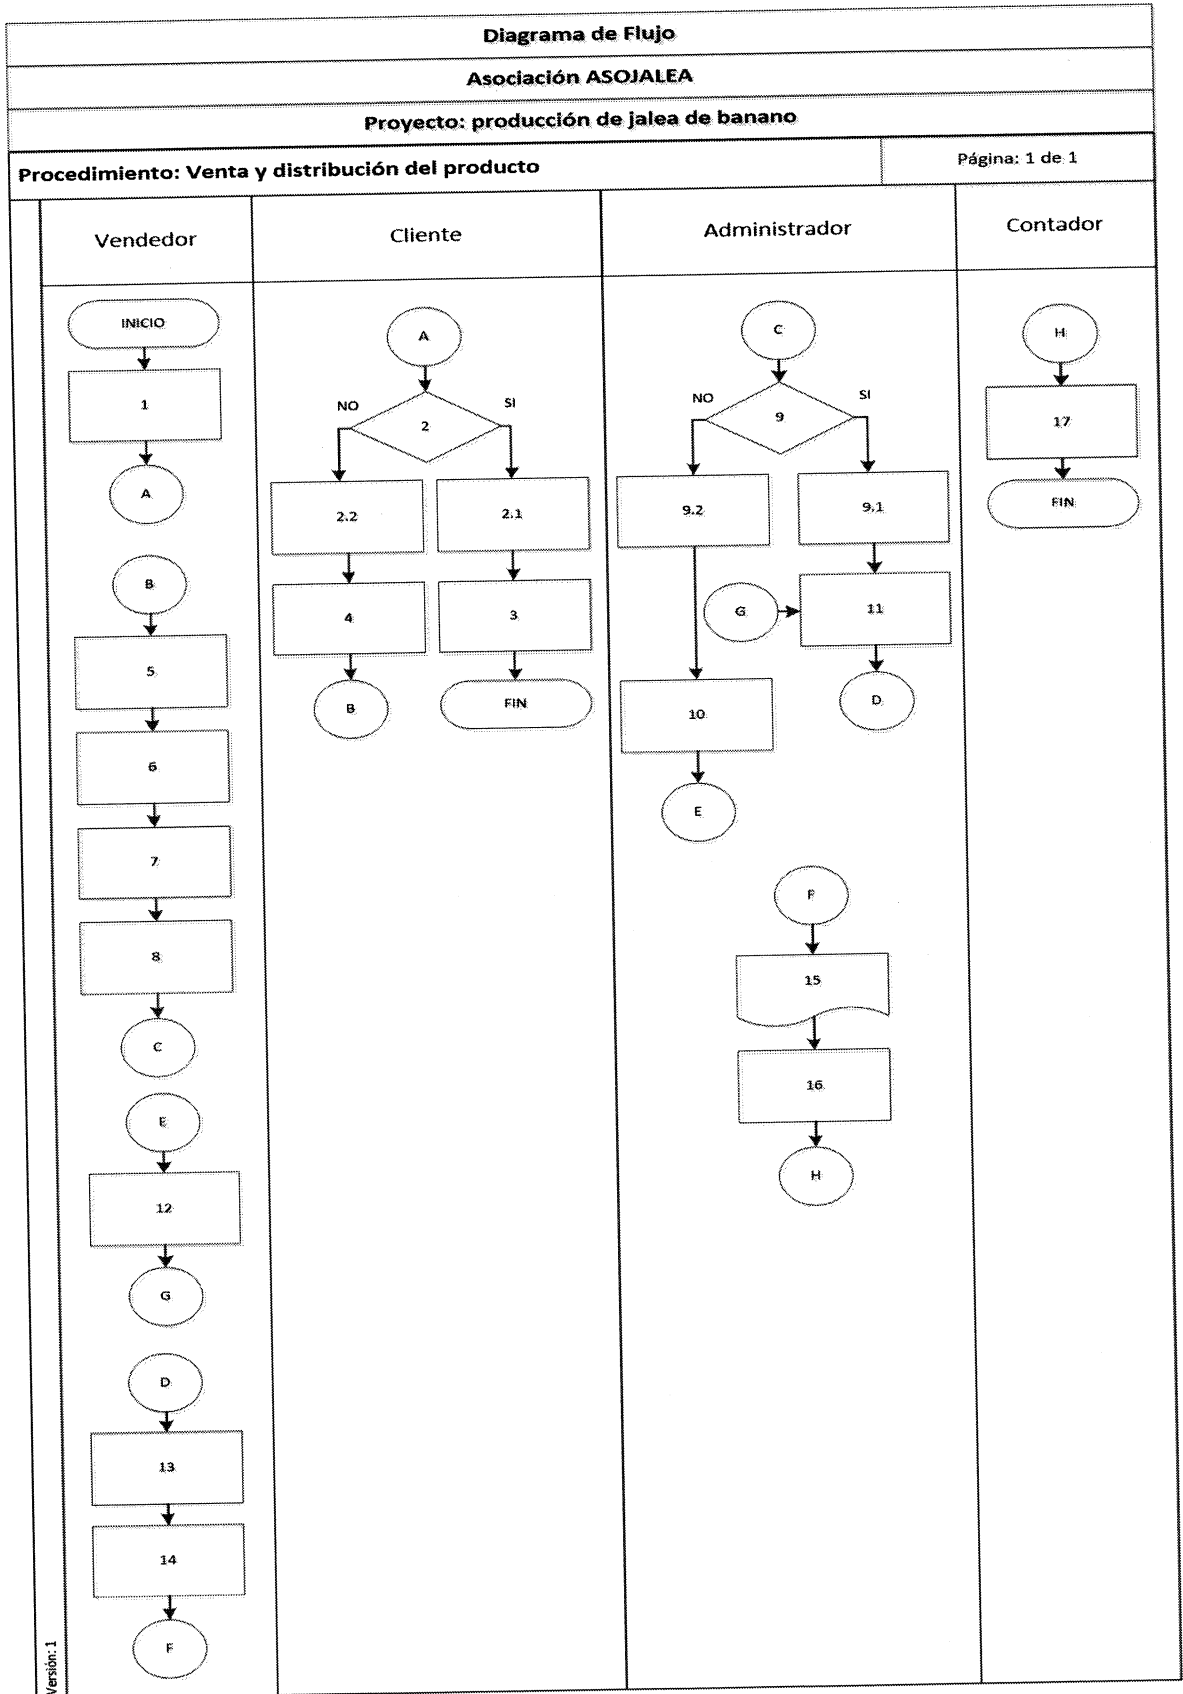 Diagrama de Flujo
Asociación ASOJALEA
Proyecto: producción de jalea de banano
Procedimiento: Venta y distribución del producto
Página: 1 de 1
Vendedor
Cliente
Administrador
Contador
INICIO
1
A
B
5
6
7
8
C
E
12
G
D
13
14
F
A
NO
2
SI
2.2
2.1
4
3
B
FIN
C
NO
9
SI
9.2
9.1
G
11
10
D
E
F
15
16
H
H
17
FIN
Versión: 1